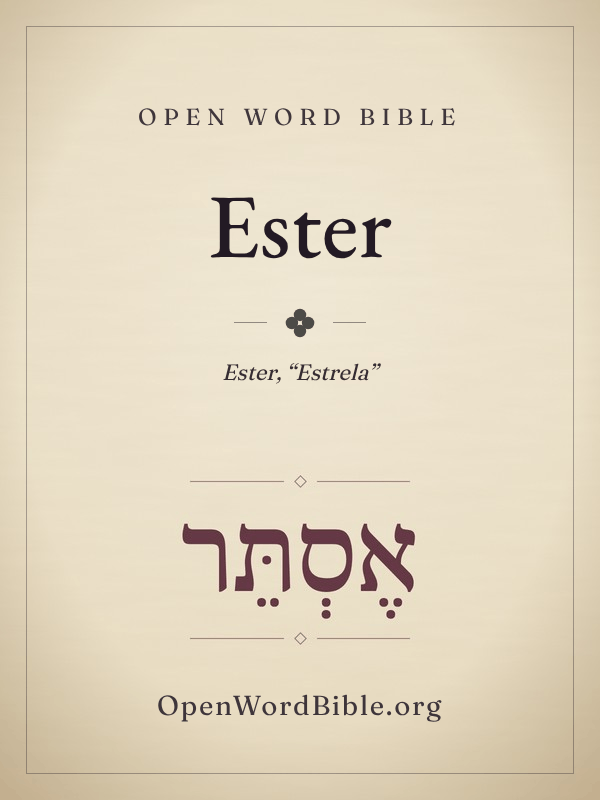 OPEN WORD BIBLE
Ester
Ester, “Estrela”
אֶסְתֵּר
OpenWordBible.org